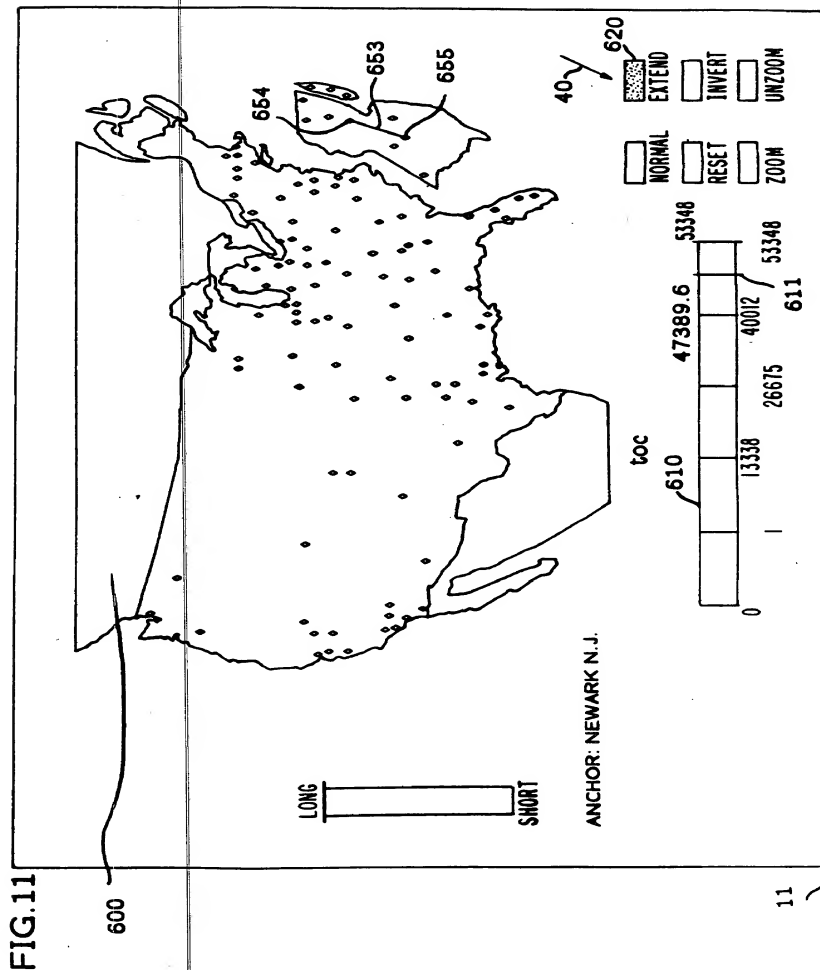 FIG.11
600
654
653
655
40
620
NORMAL
EXTEND
RESET
INVERT
ZOOM
UNZOOM
LONG
SHORT
ANCHOR: NEWARK N.J.
toc
610
47389.6
53348
0
1
13338
26675
40012
53348
611
11